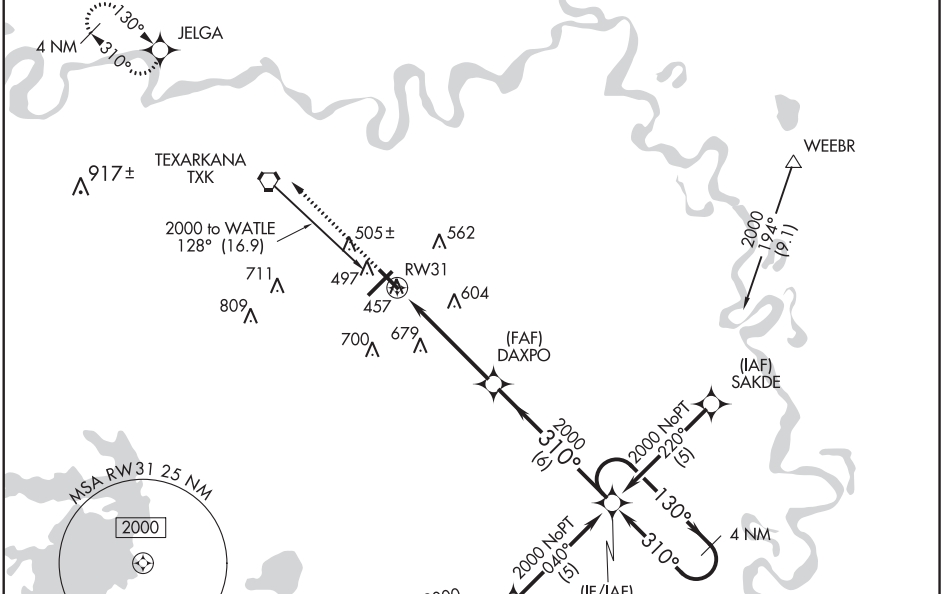 130°
JELGA
4 NM
310°
WEEBR
TEXARKANA
TXK
917±
2000
194°
(9.1)
2000 to WATLE
128° (16.9)
505±
562
RW31
497
711
457
604
809
700
679
(FAF)
DAXPO
(IAF)
SAKDE
2000
310°
(6)
2000 NoPT
220°
(5)
130°
310°
4 NM
MSA RW31 25 NM
2000
2000 NoPT
040°
(5)
(IF/IAF)